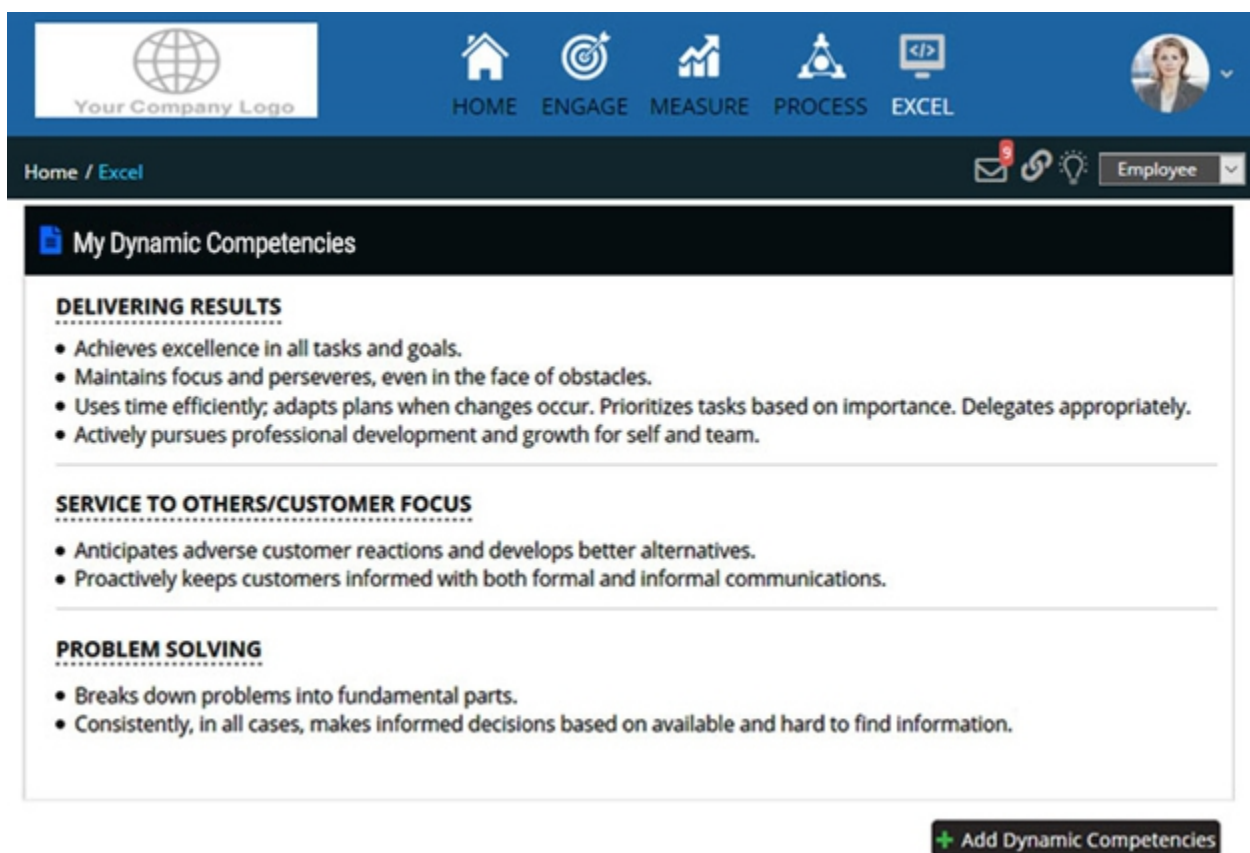 Your Company Logo
HOME ENGAGE MEASURE PROCESS EXCEL
Home / Excel
9
Employee
My Dynamic Competencies
DELIVERING RESULTS
• Achieves excellence in all tasks and goals.
• Maintains focus and perseveres, even in the face of obstacles.
• Uses time efficiently; adapts plans when changes occur. Prioritizes tasks based on importance. Delegates appropriately.
• Actively pursues professional development and growth for self and team.
SERVICE TO OTHERS/CUSTOMER FOCUS
• Anticipates adverse customer reactions and develops better alternatives.
• Proactively keeps customers informed with both formal and informal communications.
PROBLEM SOLVING
• Breaks down problems into fundamental parts.
• Consistently, in all cases, makes informed decisions based on available and hard to find information.
+ Add Dynamic Competencies